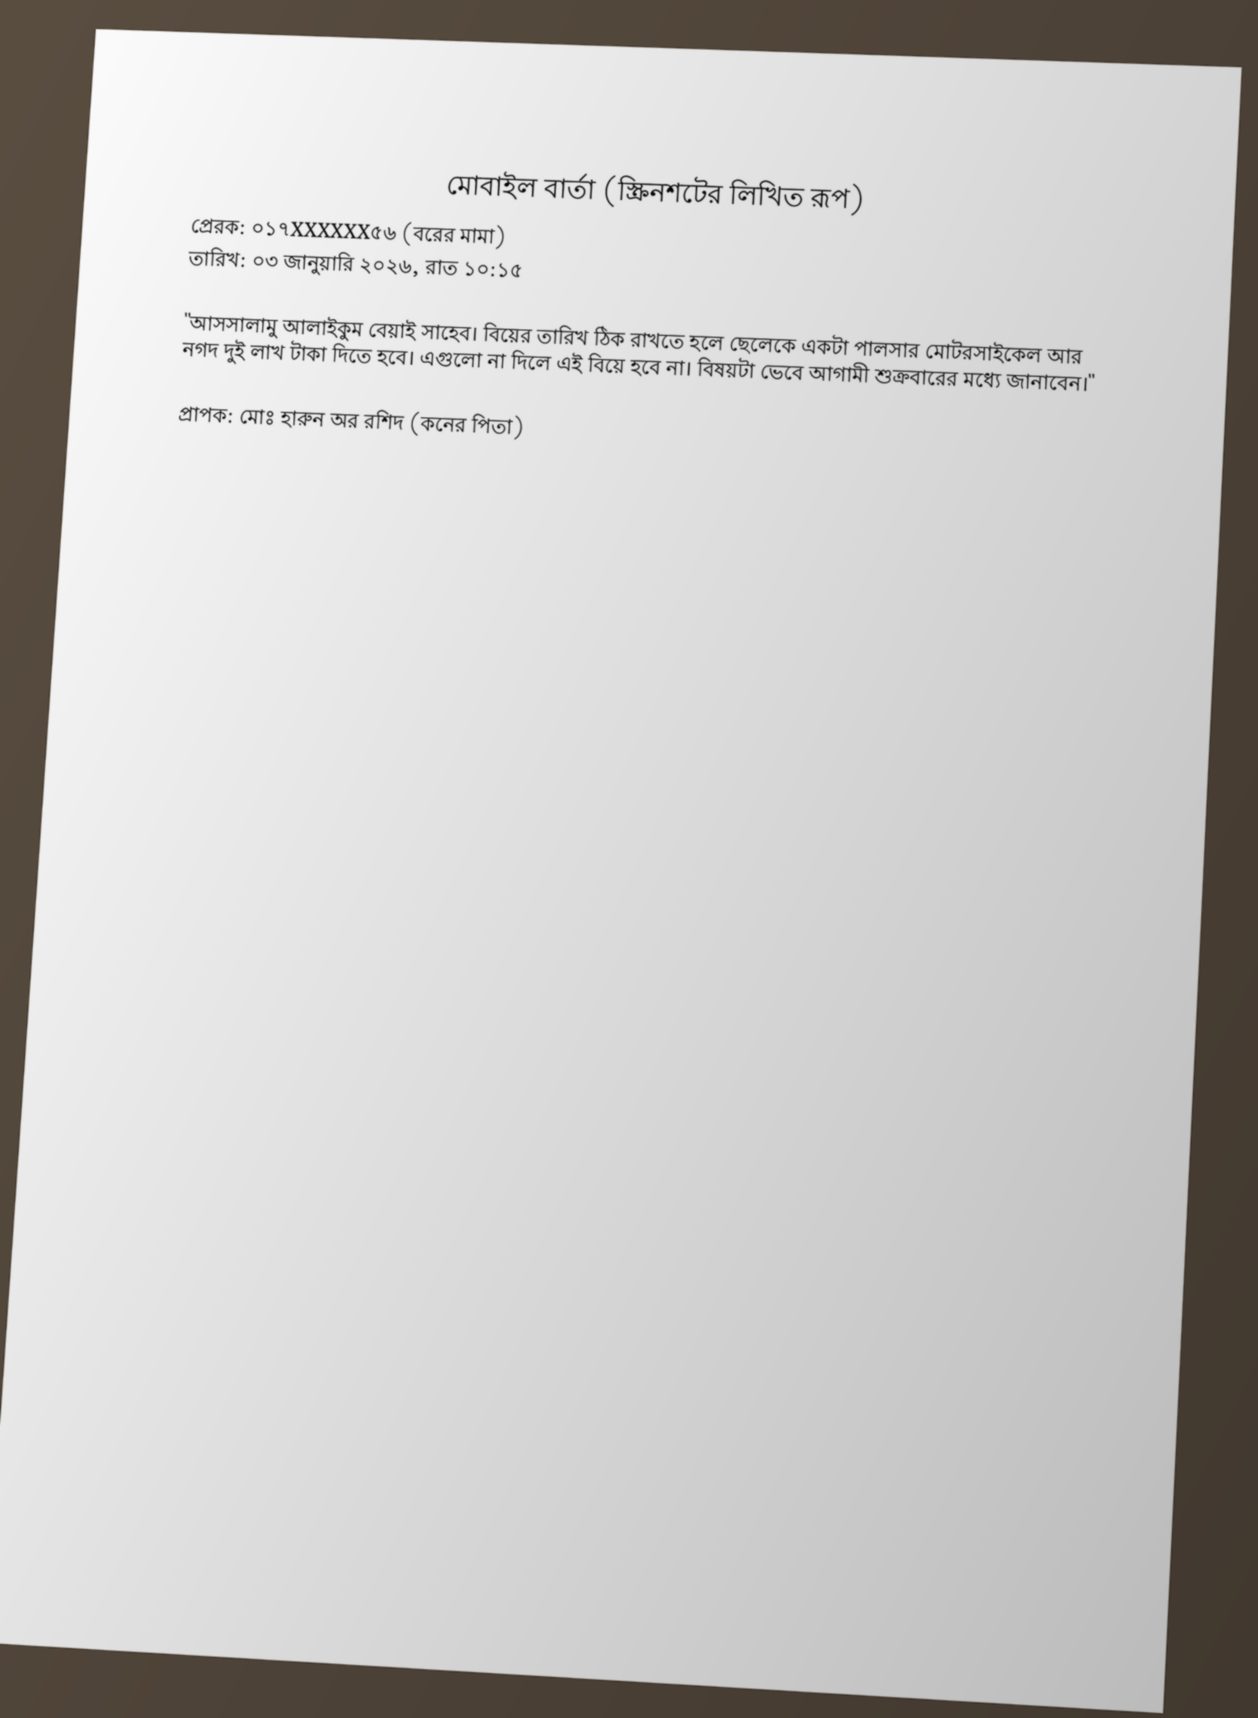 মোবাইল বার্তা (স্ক্রিনশটের লিখিত রূপ)
প্রেরক: ০১৭XXXXXX৫৬ (বরের মামা)
তারিখ: ০৩ জানুয়ারি ২০২৬, রাত ১০:১৫
"আসসালামু আলাইকুম বেয়াই সাহেব। বিয়ের তারিখ ঠিক রাখতে হলে ছেলেকে একটা পালসার মোটরসাইকেল আর
নগদ দুই লাখ টাকা দিতে হবে। এগুলো না দিলে এই বিয়ে হবে না। বিষয়টা ভেবে আগামী শুক্রবারের মধ্যে জানাবেন।"
প্রাপক: মোঃ হারুন অর রশিদ (কনের পিতা)